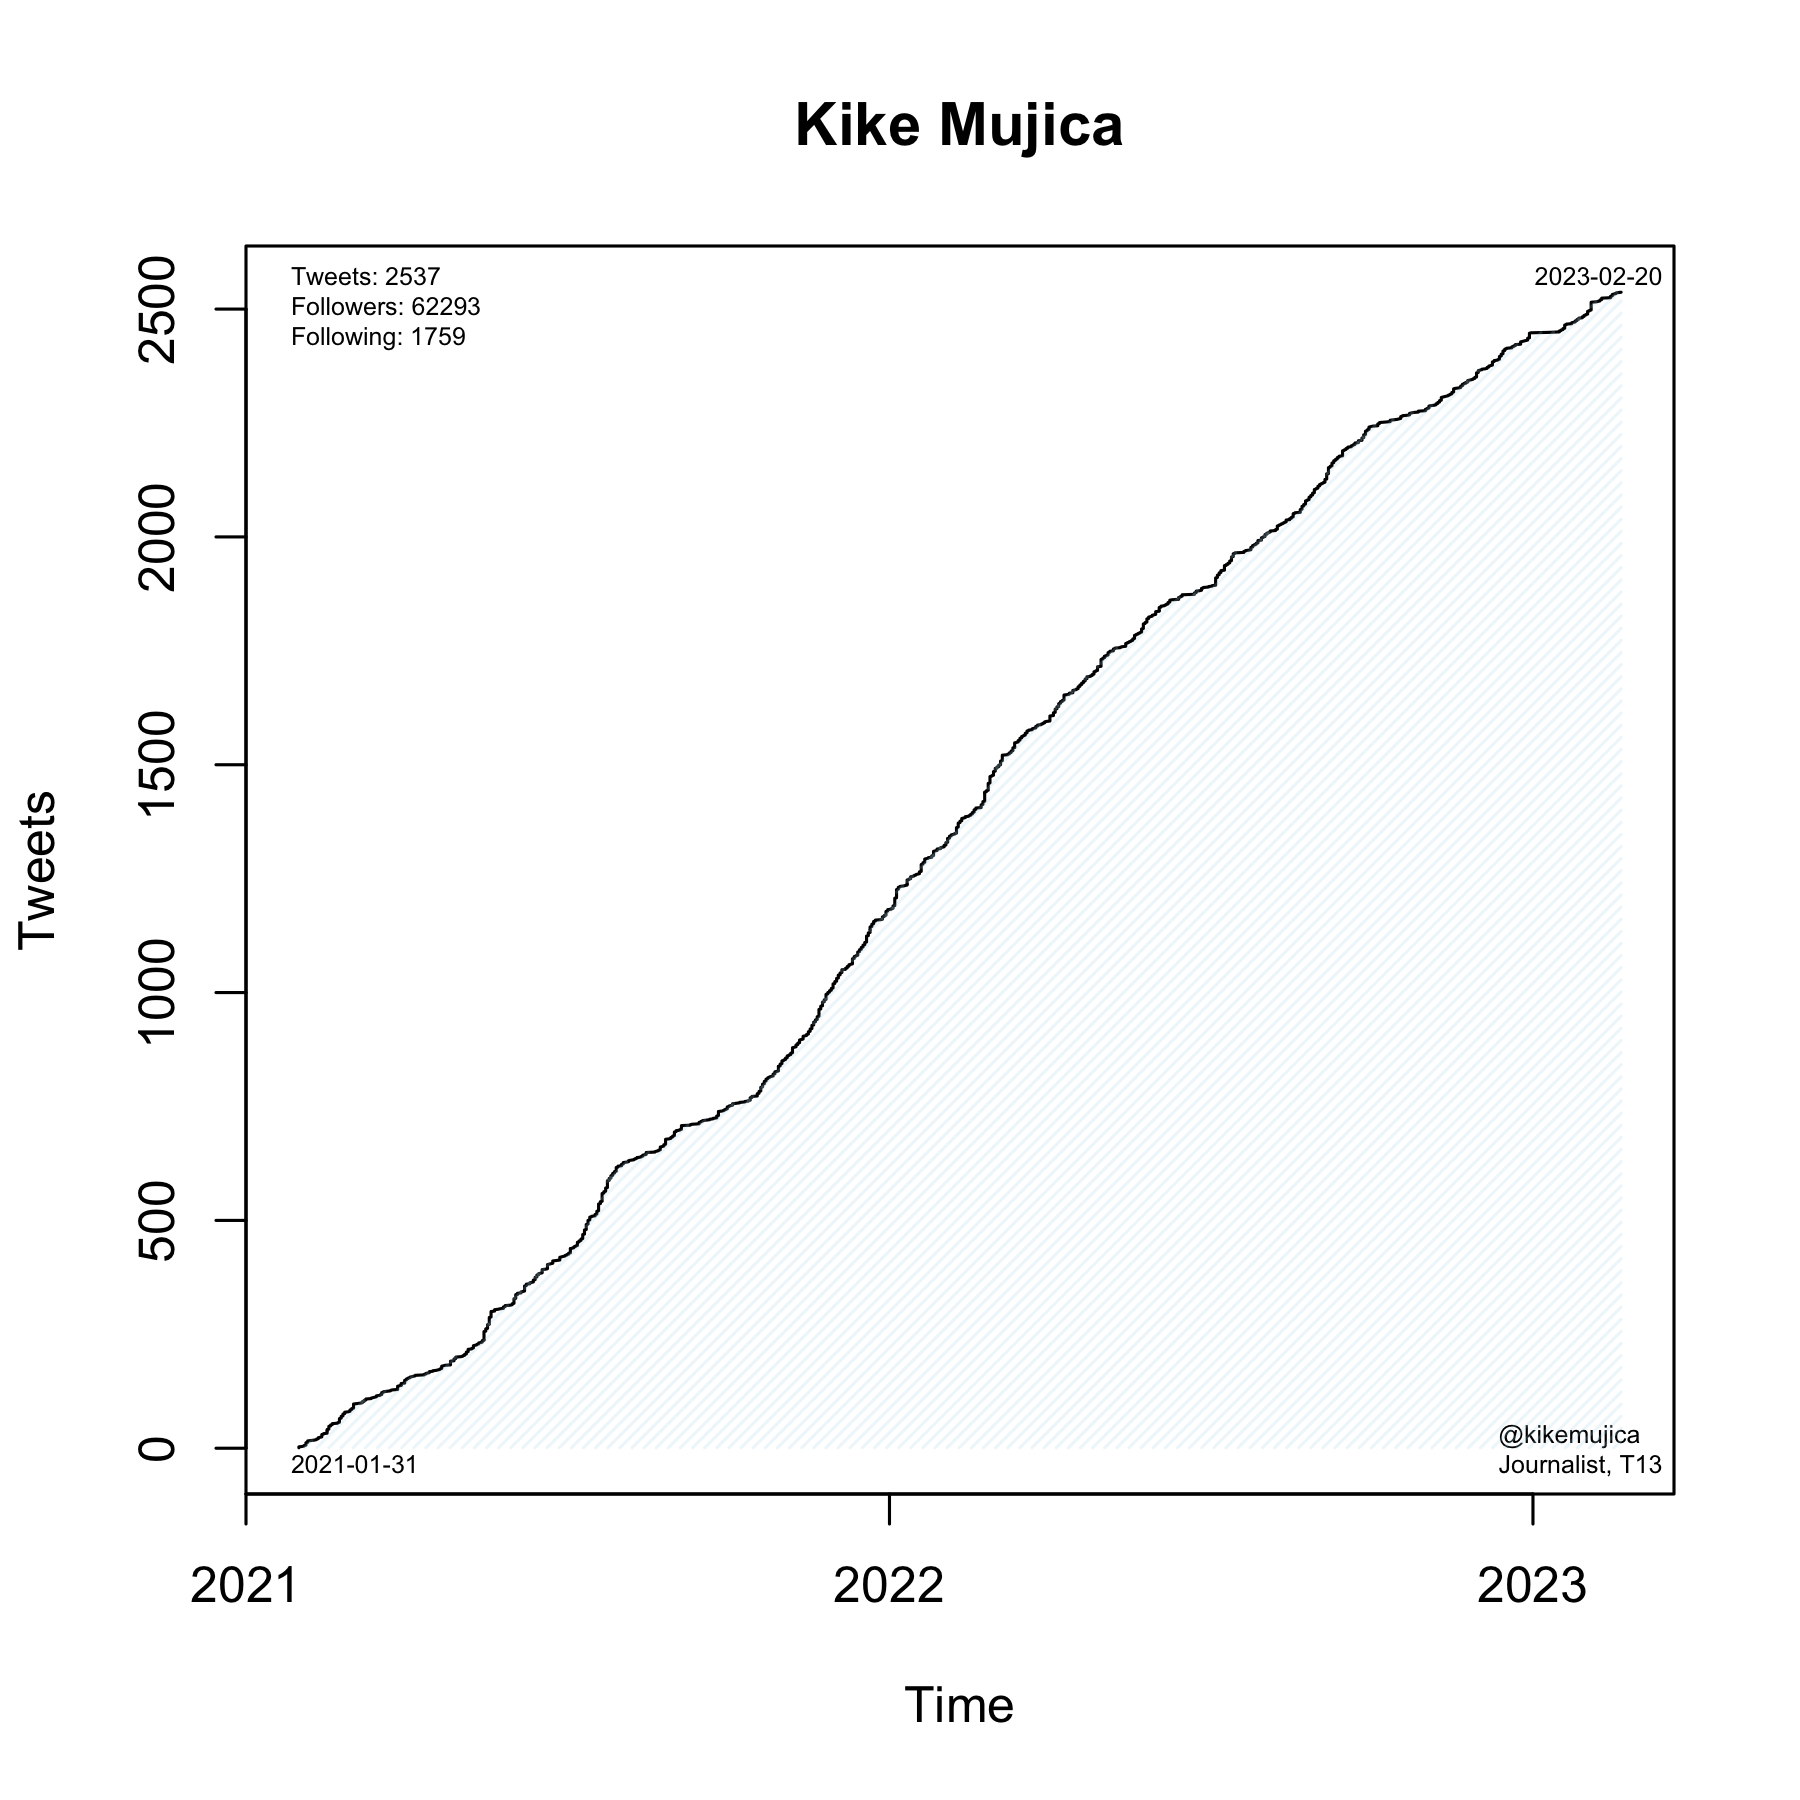 Kike Mujica
Tweets: 2537
Followers: 62293
Following: 1759
2023-02-20
2500
2000
1500
1000
500
0
Tweets
@kikemujica
Journalist, T13
2021-01-31
2021
2022
2023
Time